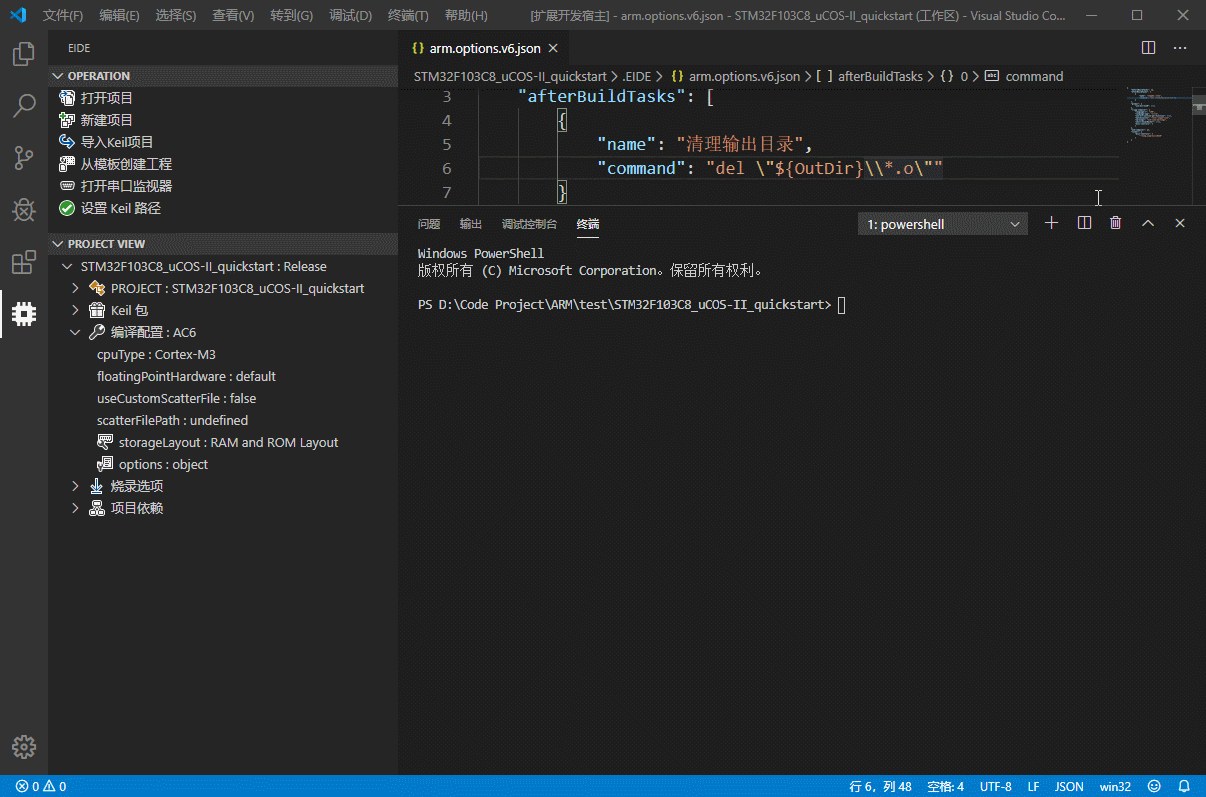 文件(F) 编辑(E) 选择(S) 查看(V) 转到(G) 调试(D) 终端(T) 帮助(H) [扩展开发宿主] - arm.options.v6.json - STM32F103C8_uCOS-II_quickstart (工作区) - Visual Studio Co...
EIDE
OPERATION
打开项目
新建项目
导入Keil项目
从模板创建工程
打开串口监视器
设置 Keil 路径
PROJECT VIEW
STM32F103C8_uCOS-II_quickstart : Release
PROJECT : STM32F103C8_uCOS-II_quickstart
Keil 包
编译配置 : AC6
cpuType : Cortex-M3
floatingPointHardware : default
useCustomScatterFile : false
scatterFilePath : undefined
storageLayout : RAM and ROM Layout
options : object
烧录选项
项目依赖
{} arm.options.v6.json
STM32F103C8_uCOS-II_quickstart > .EIDE > {} arm.options.v6.json > [ ] afterBuildTasks > {} 0 > abc command
3 "afterBuildTasks": [
4 {
5 "name": "清理输出目录",
6 "command": "del \"${OutDir}\\*.o\""
7 }
问题 输出 调试控制台 终端 1: powershell
Windows PowerShell
版权所有 (C) Microsoft Corporation。保留所有权利。
PS D:\Code Project\ARM\test\STM32F103C8_uCOS-II_quickstart>
0 0 行 6，列 48 空格: 4 UTF-8 LF JSON win32